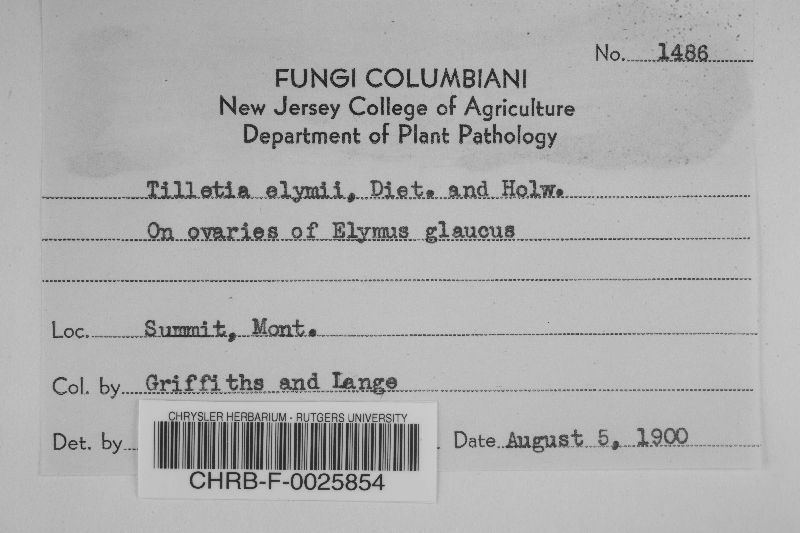 No. 1486
FUNGI COLUMBIANI
New Jersey College of Agriculture
Department of Plant Pathology
Tilletia elymii, Diet. and Holw.
On ovaries of Elymus glaucus
Loc. Summit, Mont.
Col. by Griffiths and Lange
Det. by
Date August 5, 1900
CHRYSLER HERBARIUM - RUTGERS UNIVERSITY
CHRB-F-0025854